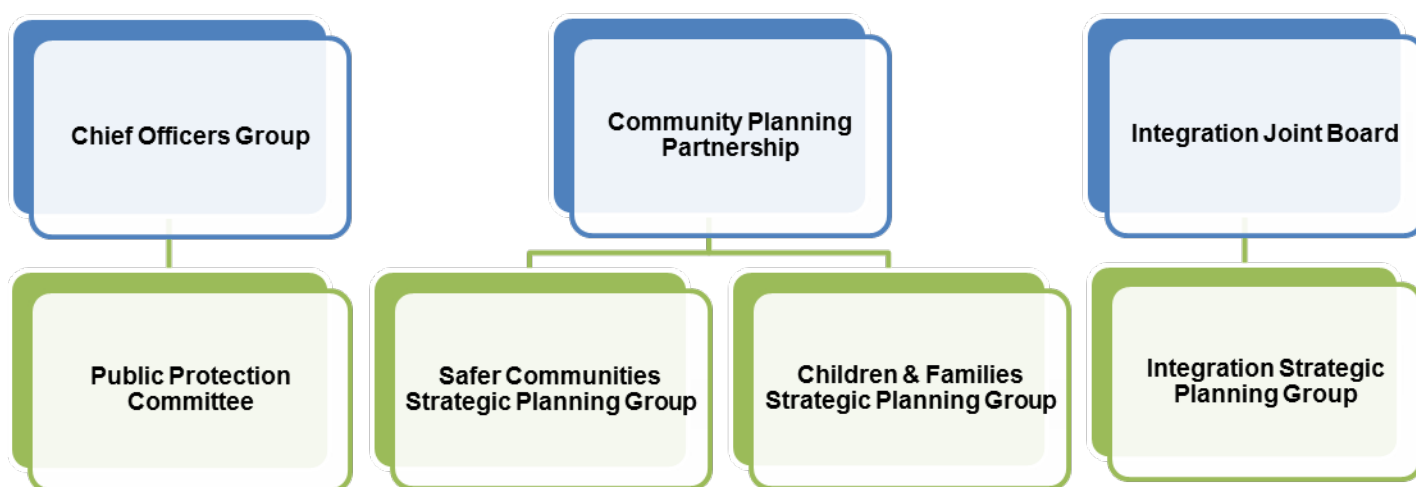 Chief Officers Group
Community Planning
Partnership
Integration Joint Board
Public Protection
Committee
Safer Communities
Strategic Planning Group
Children & Families
Strategic Planning Group
Integration Strategic
Planning Group